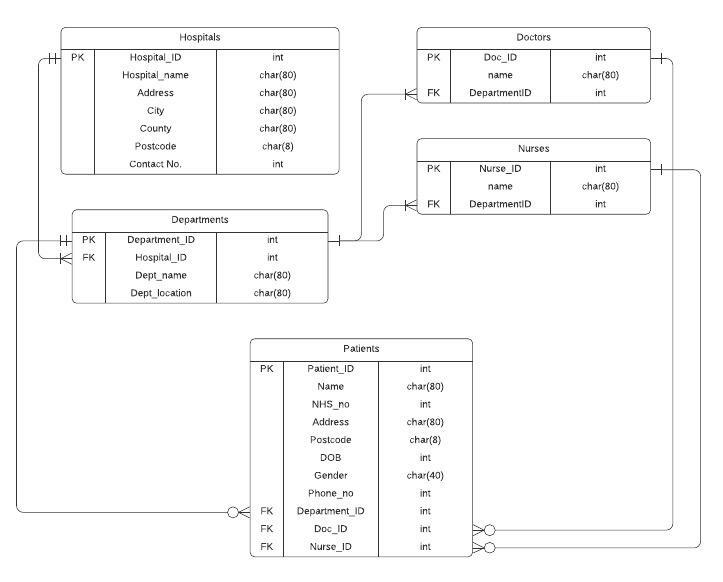 Hospitals
PK Hospital_ID int
Hospital_name char(80)
Address char(80)
City char(80)
County char(80)
Postcode char(8)
Contact No. int
Doctors
PK Doc_ID int
name char(80)
FK DepartmentID int
Nurses
PK Nurse_ID int
name char(80)
FK DepartmentID int
Departments
PK Department_ID int
FK Hospital_ID int
Dept_name char(80)
Dept_location char(80)
Patients
PK Patient_ID int
Name char(80)
NHS_no int
Address char(80)
Postcode char(8)
DOB int
Gender char(40)
Phone_no int
FK Department_ID int
FK Doc_ID int
FK Nurse_ID int